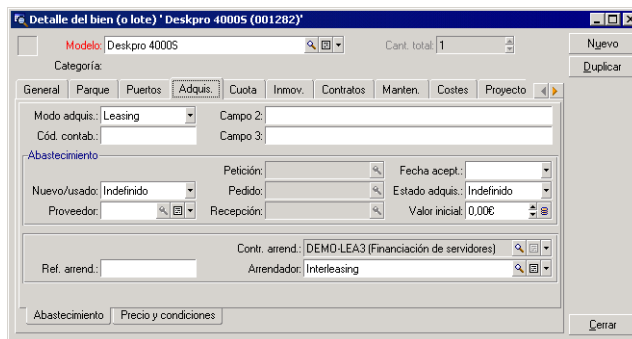 Detalle del bien (o lote) ' Deskpro 4000S (001282)'
Modelo: Deskpro 4000S Cant. total: 1 Nuevo
Categoría: Duplicar
General Parque Puertos Adquis. Cuota Inmov. Contratos Manten. Costes Proyecto
Modo adquis.: Leasing Campo 2:
Cód. contab.: Campo 3:
Abastecimiento
Petición: Fecha acept.:
Nuevo/usado: Indefinido Pedido: Estado adquis.: Indefinido
Proveedor: Recepción: Valor inicial: 0,00€
Contr. arrend.: DEMO-LEA3 (Financiación de servidores)
Ref. arrend.: Arrendador: Interleasing
Abastecimiento Precio y condiciones
Cerrar